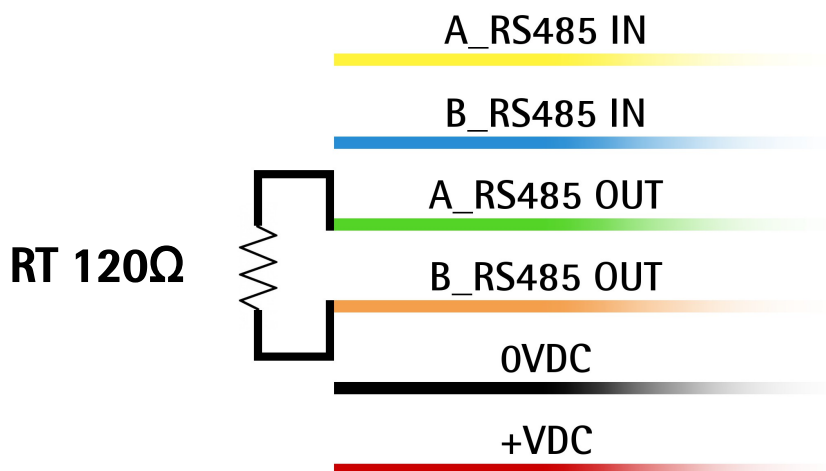 A_RS485 IN
B_RS485 IN
A_RS485 OUT
RT 120Ω
B_RS485 OUT
0VDC
+VDC